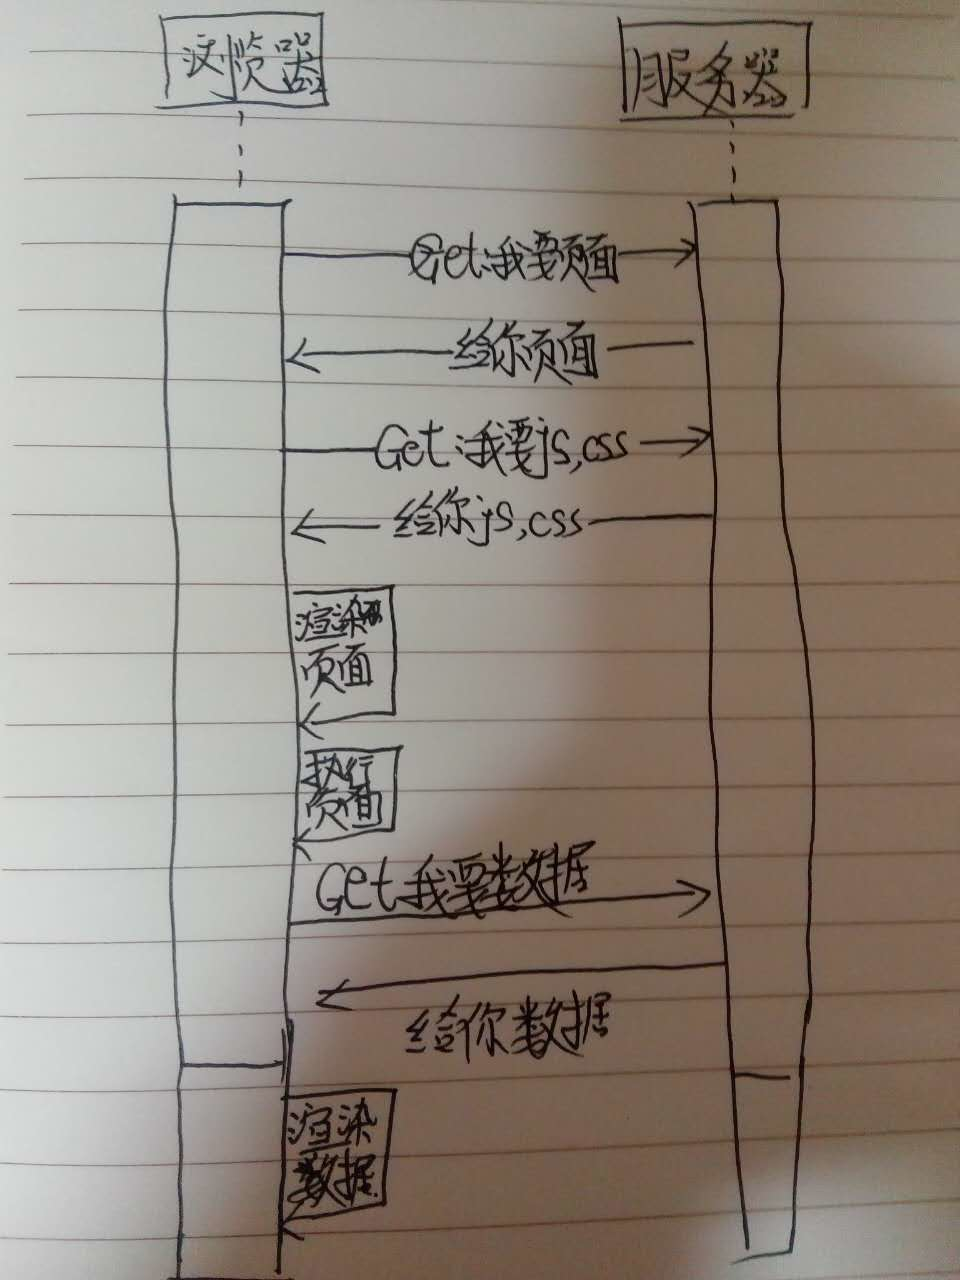 浏览器
服务器
Get:我要页面
给你页面
Get:我要js,css
给你js,css
渲染
页面
执行
页面
Get 我要数据
给你数据
渲染
数据